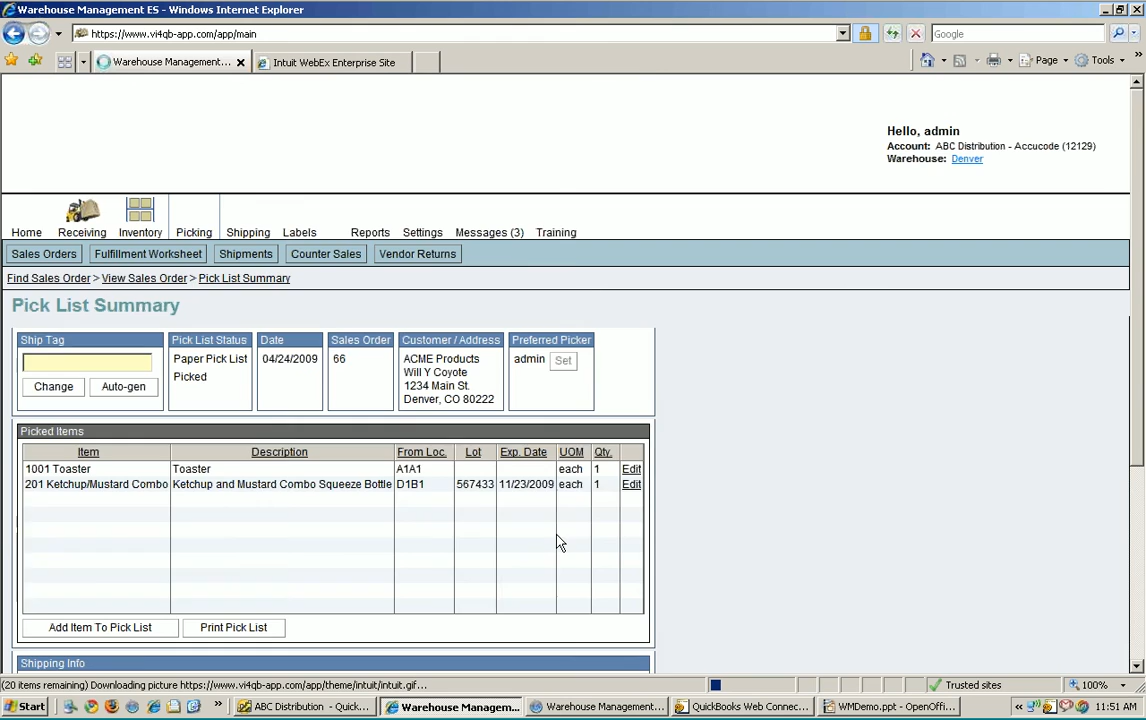 Warehouse Management ES - Windows Internet Explorer
https://www.vi4qb-app.com/app/main
Google
Warehouse Management...
Intuit WebEx Enterprise Site
Page
Tools
Hello, admin
Account: ABC Distribution - Accucode (12129)
Warehouse: Denver
Home Receiving Inventory Picking Shipping Labels Reports Settings Messages (3) Training
Sales Orders Fulfillment Worksheet Shipments Counter Sales Vendor Returns
Find Sales Order > View Sales Order > Pick List Summary
Pick List Summary
Ship Tag Pick List Status Date Sales Order Customer / Address Preferred Picker
Paper Pick List 04/24/2009 66 ACME Products admin Set
Picked Will Y Coyote
Change Auto-gen 1234 Main St.
Denver, CO 80222
Picked Items
Item Description From Loc. Lot Exp. Date UOM Qty.
1001 Toaster Toaster A1A1 each 1 Edit
201 Ketchup/Mustard Combo Ketchup and Mustard Combo Squeeze Bottle D1B1 567433 11/23/2009 each 1 Edit
Add Item To Pick List Print Pick List
Shipping Info
(20 items remaining) Downloading picture https://www.vi4qb-app.com/app/theme/intuit/intuit.gif...
Trusted sites
100%
Start
ABC Distribution - Quick...
Warehouse Managem...
Warehouse Managemen...
QuickBooks Web Connec...
WMDemo.ppt - OpenOffi...
11:51 AM